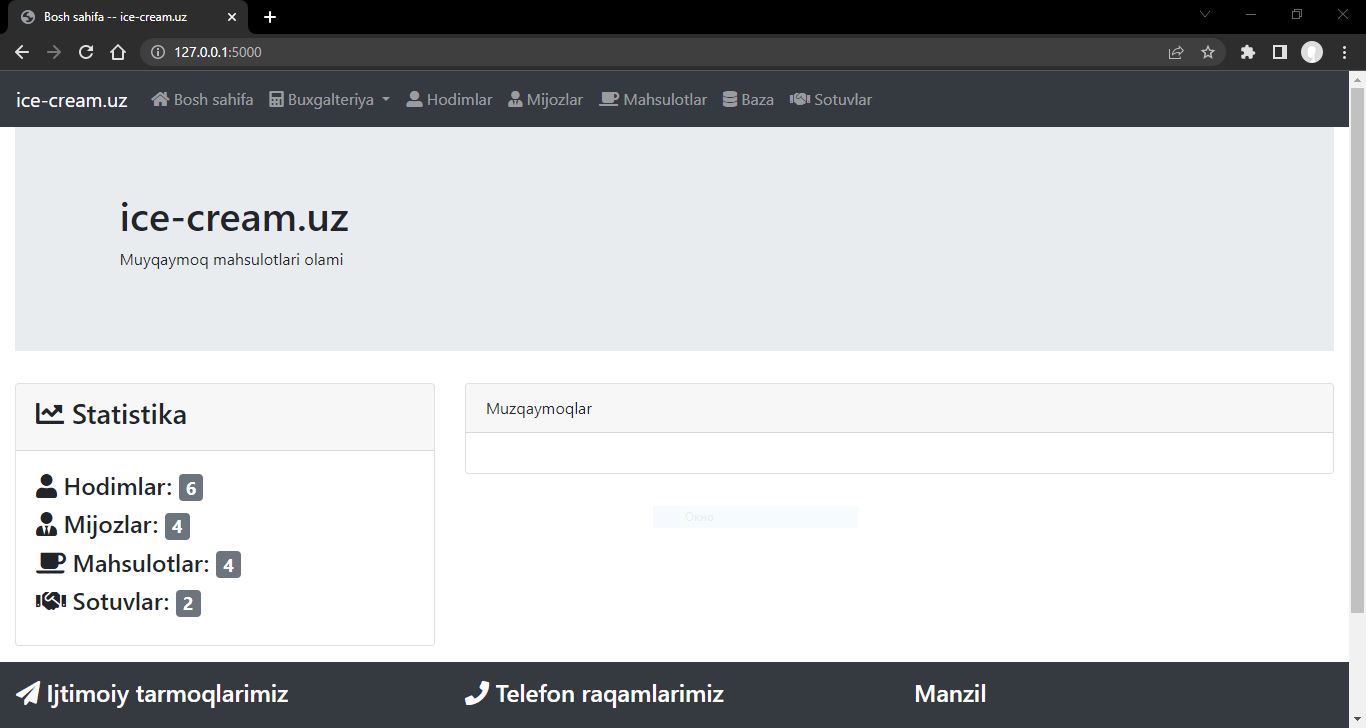 Bosh sahifa -- ice-cream.uz
127.0.0.1:5000
ice-cream.uz Bosh sahifa Buxgalteriya Hodimlar Mijozlar Mahsulotlar Baza Sotuvlar
ice-cream.uz
Muyqaymoq mahsulotlari olami
Statistika
Hodimlar: 6
Mijozlar: 4
Mahsulotlar: 4
Sotuvlar: 2
Muzqaymoqlar
Окно
Ijtimoiy tarmoqlarimiz Telefon raqamlarimiz Manzil